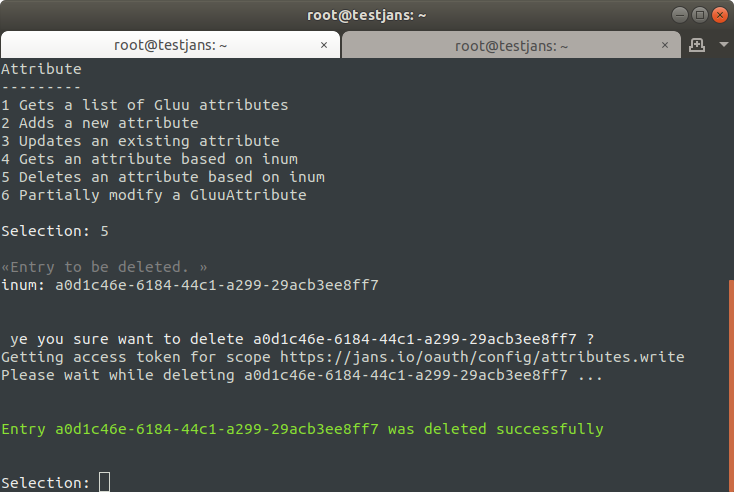 root@testjans: ~
root@testjans: ~
root@testjans: ~
Attribute
---------
1 Gets a list of Gluu attributes
2 Adds a new attribute
3 Updates an existing attribute
4 Gets an attribute based on inum
5 Deletes an attribute based on inum
6 Partially modify a GluuAttribute
Selection: 5
«Entry to be deleted. »
inum: a0d1c46e-6184-44c1-a299-29acb3ee8ff7
ye you sure want to delete a0d1c46e-6184-44c1-a299-29acb3ee8ff7 ?
Getting access token for scope https://jans.io/oauth/config/attributes.write
Please wait while deleting a0d1c46e-6184-44c1-a299-29acb3ee8ff7 ...
Entry a0d1c46e-6184-44c1-a299-29acb3ee8ff7 was deleted successfully
Selection: